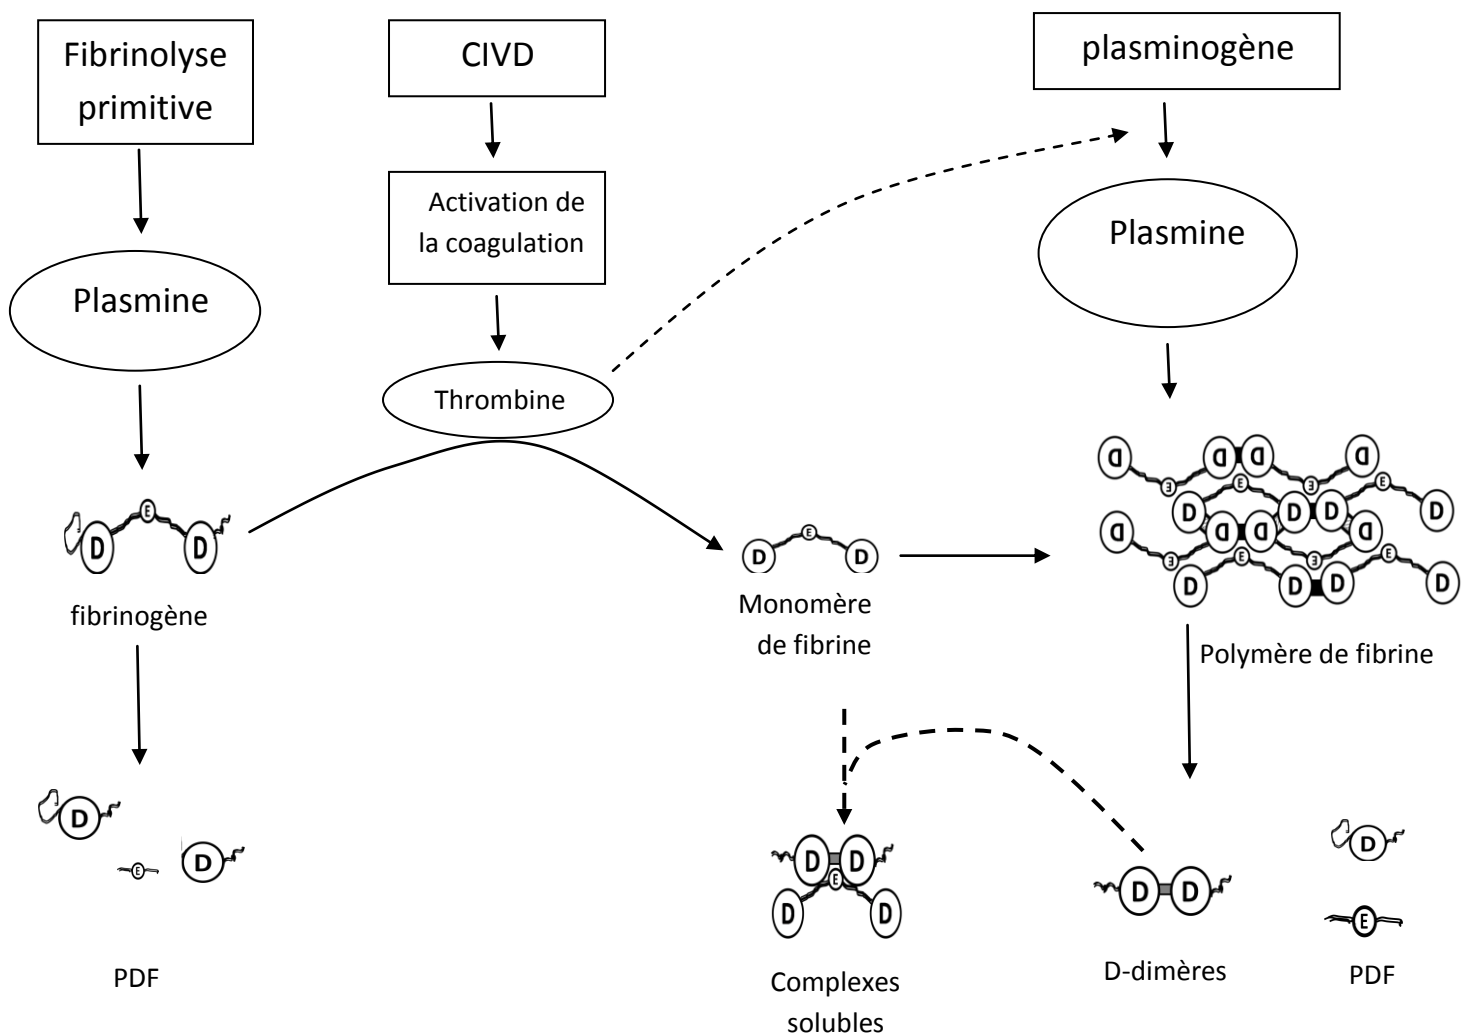 Fibrinolyse
primitive
CIVD
plasminogène
Activation de
la coagulation
Plasmine
Plasmine
Thrombine
D
E
D
fibrinogène
D
E
D
Monomère
de fibrine
D
E
D
D
E
D
D
E
D
D
E
D
D
E
D
D
E
D
D
E
D
D
E
D
Polymère de fibrine
D
D
E
PDF
D
D
E
D
D
Complexes
solubles
D
D
D-dimères
D
E
PDF